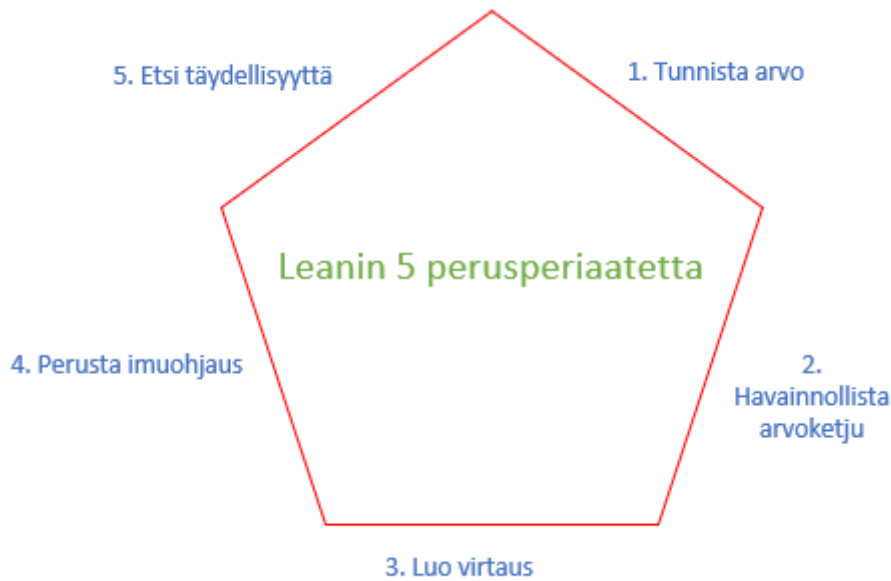 5. Etsi täydellisyyttä
1. Tunnista arvo
Leanin 5 perusperiaatetta
4. Perusta imuohjaus
2.
Havainnollista
arvoketju
3. Luo virtaus